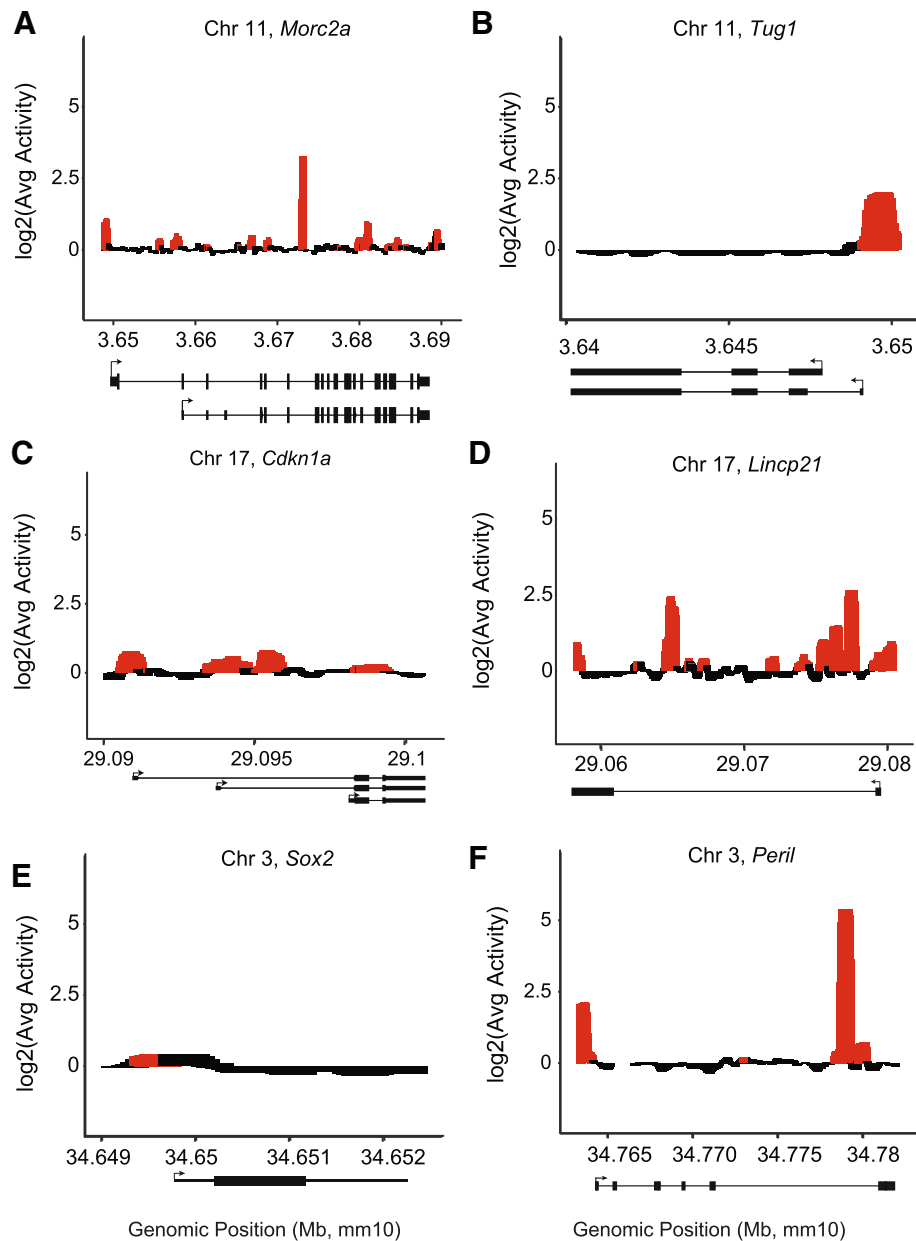 A
Chr 11, Morc2a
log2(Avg Activity)
5
2.5
0
3.65 3.66 3.67 3.68 3.69
B
Chr 11, Tug1
log2(Avg Activity)
5
2.5
0
3.64 3.645 3.65
C
Chr 17, Cdkn1a
log2(Avg Activity)
5
2.5
0
29.09 29.095 29.1
D
Chr 17, Lincp21
log2(Avg Activity)
5
2.5
0
29.06 29.07 29.08
E
Chr 3, Sox2
log2(Avg Activity)
5
2.5
0
34.649 34.65 34.651 34.652
Genomic Position (Mb, mm10)
F
Chr 3, Peril
log2(Avg Activity)
5
2.5
0
34.765 34.770 34.775 34.78
Genomic Position (Mb, mm10)